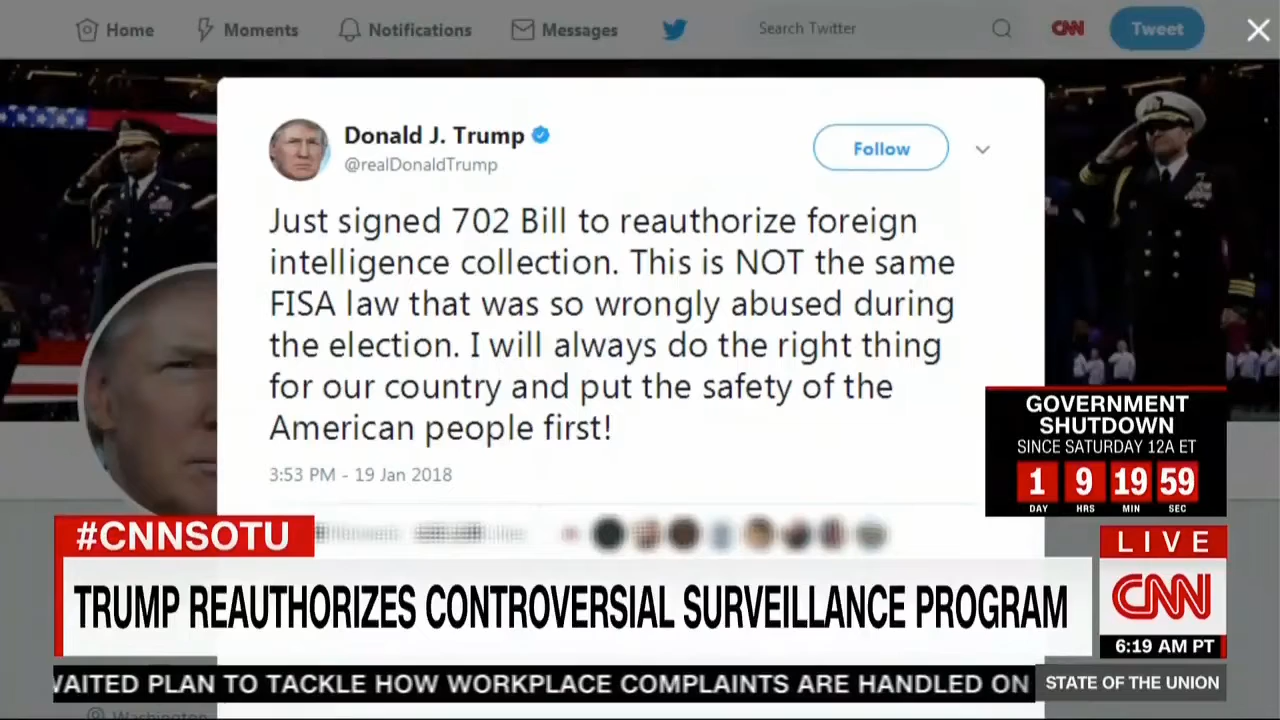 Home
Moments
Notifications
Messages
Search Twitter
CNN
Tweet
Donald J. Trump
@realDonaldTrump
Follow
Just signed 702 Bill to reauthorize foreign
intelligence collection. This is NOT the same
FISA law that was so wrongly abused during
the election. I will always do the right thing
for our country and put the safety of the
American people first!
3:53 PM - 19 Jan 2018
GOVERNMENT
SHUTDOWN
SINCE SATURDAY 12A ET
1 9 19 59
DAY HRS MIN SEC
#CNNSOTU
TRUMP REAUTHORIZES CONTROVERSIAL SURVEILLANCE PROGRAM
LIVE
CNN
6:19 AM PT
PLAN TO TACKLE HOW WORKPLACE COMPLAINTS ARE HANDLED ON
STATE OF THE UNION
Washington